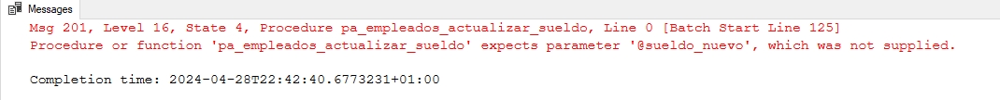 Messages
Msg 201, Level 16, State 4, Procedure pa_empleados_actualizar_sueldo, Line 0 [Batch Start Line 125]
Procedure or function 'pa_empleados_actualizar_sueldo' expects parameter '@sueldo_nuevo', which was not supplied.
Completion time: 2024-04-28T22:42:40.6773231+01:00